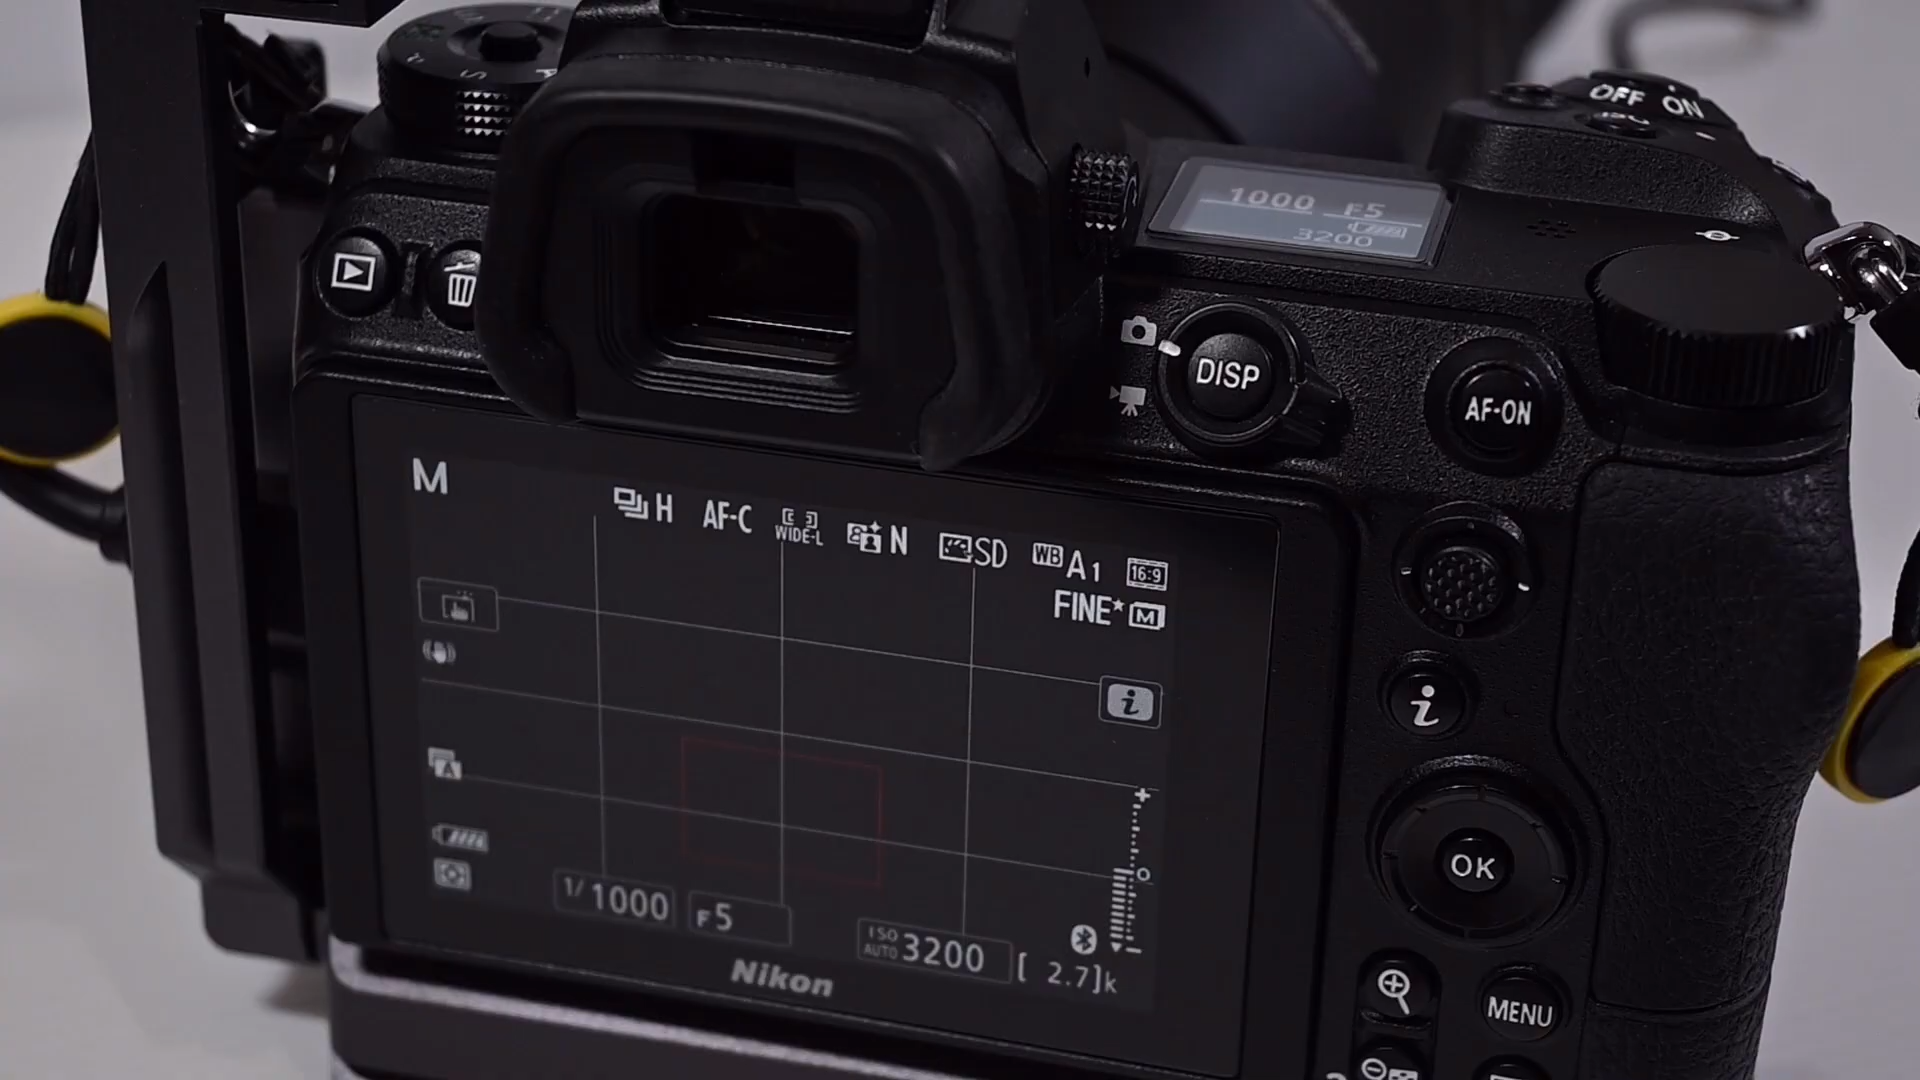 OFF ON
1000 F5
3200
DISP
AF-ON
M
H AF-C WIDE-L N SD WB A1 16:9
FINE★ M
i
i
A
OK
1/1000 F5 ISO AUTO 3200 [ 2.7]k
Nikon
MENU